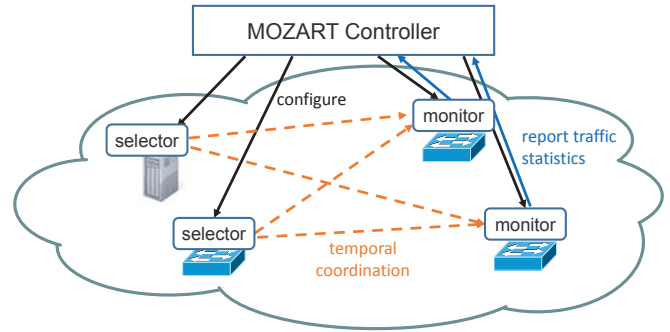 MOZART Controller
configure
monitor
selector
report traffic
statistics
selector
monitor
temporal
coordination